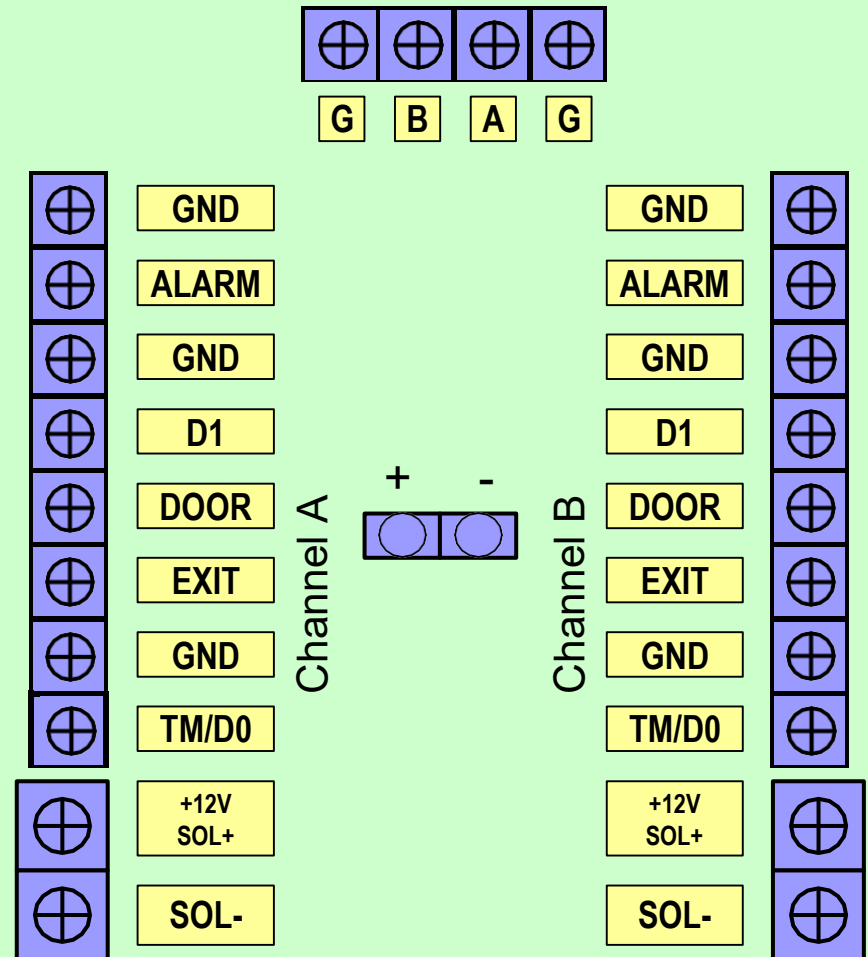 G B A G
GND
ALARM
GND
D1
DOOR
EXIT
GND
TM/D0
+12V
SOL+
SOL-
Channel A
+ -
Channel B
GND
ALARM
GND
D1
DOOR
EXIT
GND
TM/D0
+12V
SOL+
SOL-